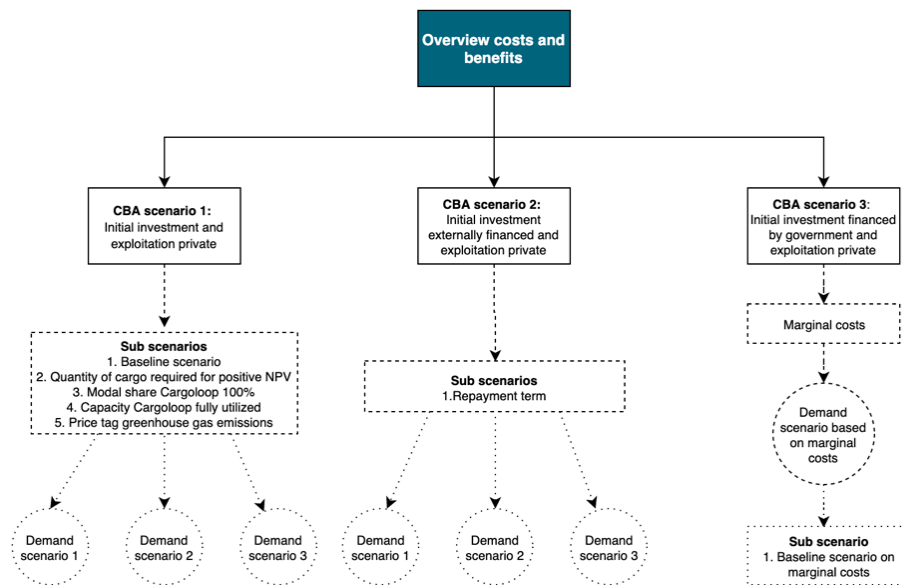 Overview costs and
benefits
CBA scenario 1:
Initial investment and
exploitation private
CBA scenario 2:
Initial investment
externally financed and
exploitation private
CBA scenario 3:
Initial investment financed
by government and
exploitation private
Marginal costs
Sub scenarios
1. Baseline scenario
2. Quantity of cargo required for positive NPV
3. Modal share Cargoloop 100%
4. Capacity Cargoloop fully utilized
5. Price tag greenhouse gas emissions
Sub scenarios
1.Repayment term
Demand
scenario based
on marginal
costs
Demand
scenario 1
Demand
scenario 2
Demand
scenario 3
Demand
scenario 1
Demand
scenario 2
Demand
scenario 3
Sub scenario
1. Baseline scenario on
marginal costs